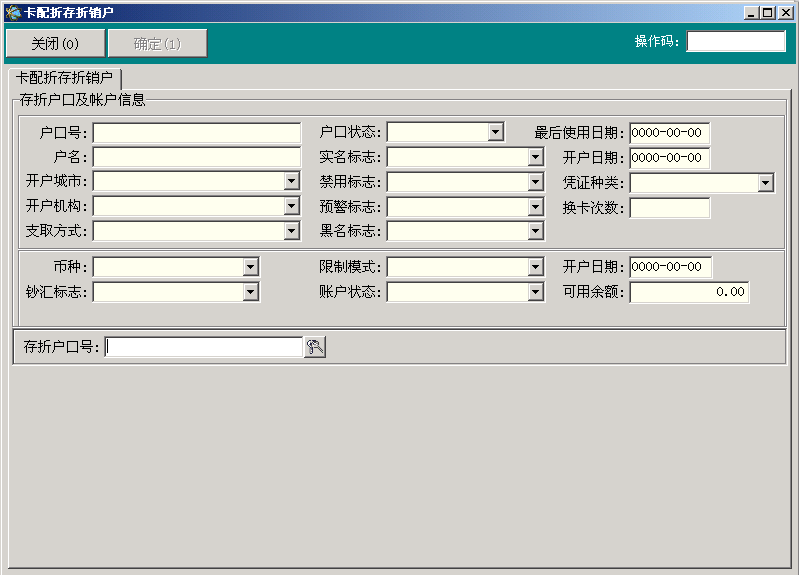 卡配折存折销户
关闭(0) 确定(1) 操作码:
卡配折存折销户
存折户口及帐户信息
户口号: 户口状态: 最后使用日期: 0000-00-00
户名: 实名标志: 开户日期: 0000-00-00
开户城市: 禁用标志: 凭证种类:
开户机构: 预警标志: 换卡次数:
支取方式: 黑名标志:
币种: 限制模式: 开户日期: 0000-00-00
钞汇标志: 账户状态: 可用余额: 0.00
存折户口号: